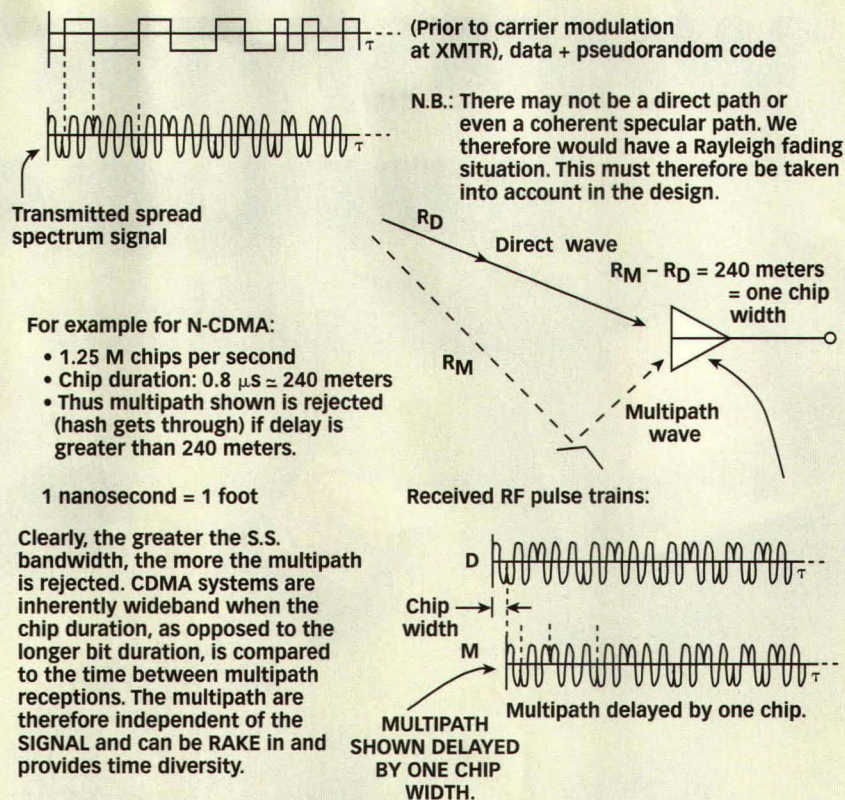 (Prior to carrier modulation
at XMTR), data + pseudorandom code
τ
N.B.: There may not be a direct path or
even a coherent specular path. We
therefore would have a Rayleigh fading
situation. This must therefore be taken
into account in the design.
τ
Transmitted spread
spectrum signal
RD
Direct wave
RM – RD = 240 meters
= one chip
width
For example for N-CDMA:
• 1.25 M chips per second
• Chip duration: 0.8 μs ≃ 240 meters
• Thus multipath shown is rejected
(hash gets through) if delay is
greater than 240 meters.
RM
Multipath
wave
1 nanosecond = 1 foot
Received RF pulse trains:
Clearly, the greater the S.S.
bandwidth, the more the multipath
is rejected. CDMA systems are
inherently wideband when the
chip duration, as opposed to the
longer bit duration, is compared
to the time between multipath
receptions. The multipath are
therefore independent of the
SIGNAL and can be RAKE in and
provides time diversity.
D
τ
Chip
width
M
τ
Multipath delayed by one chip.
MULTIPATH
SHOWN DELAYED
BY ONE CHIP
WIDTH.